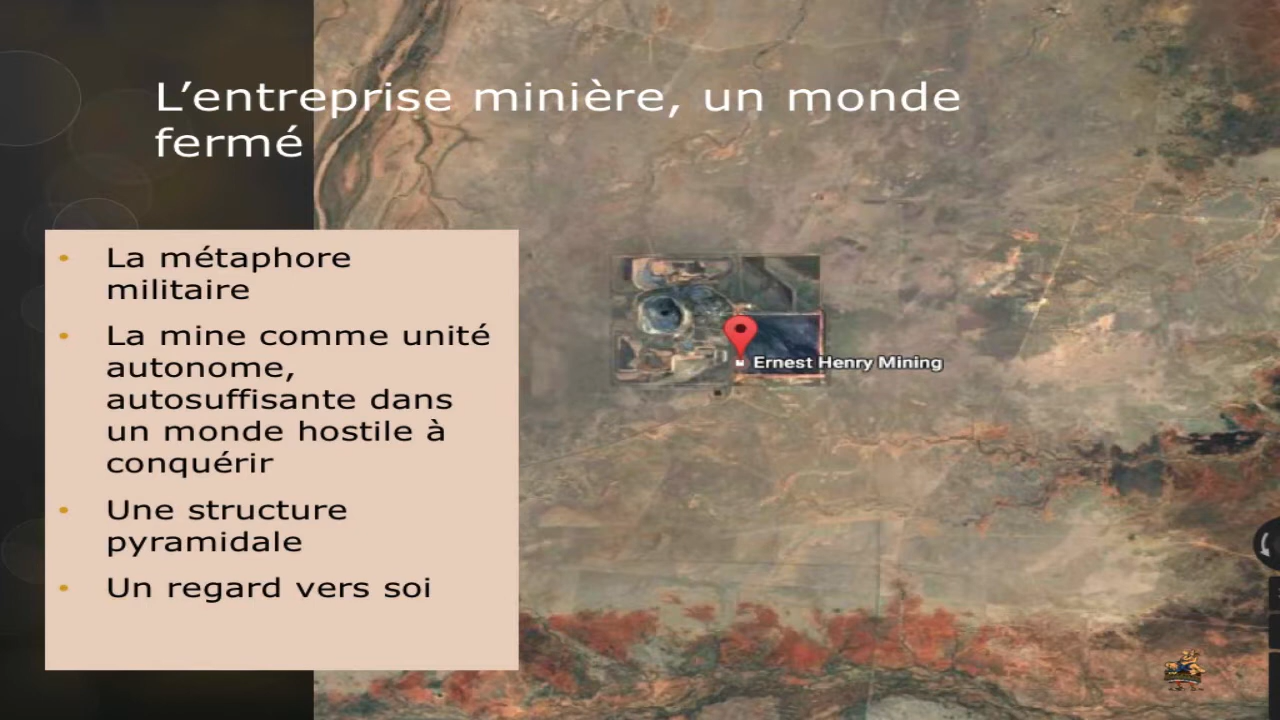 L’entreprise minière, un monde
fermé
• La métaphore
militaire
• La mine comme unité
autonome,
autosuffisante dans
un monde hostile à
conquérir
• Une structure
pyramidale
• Un regard vers soi
Ernest Henry Mining